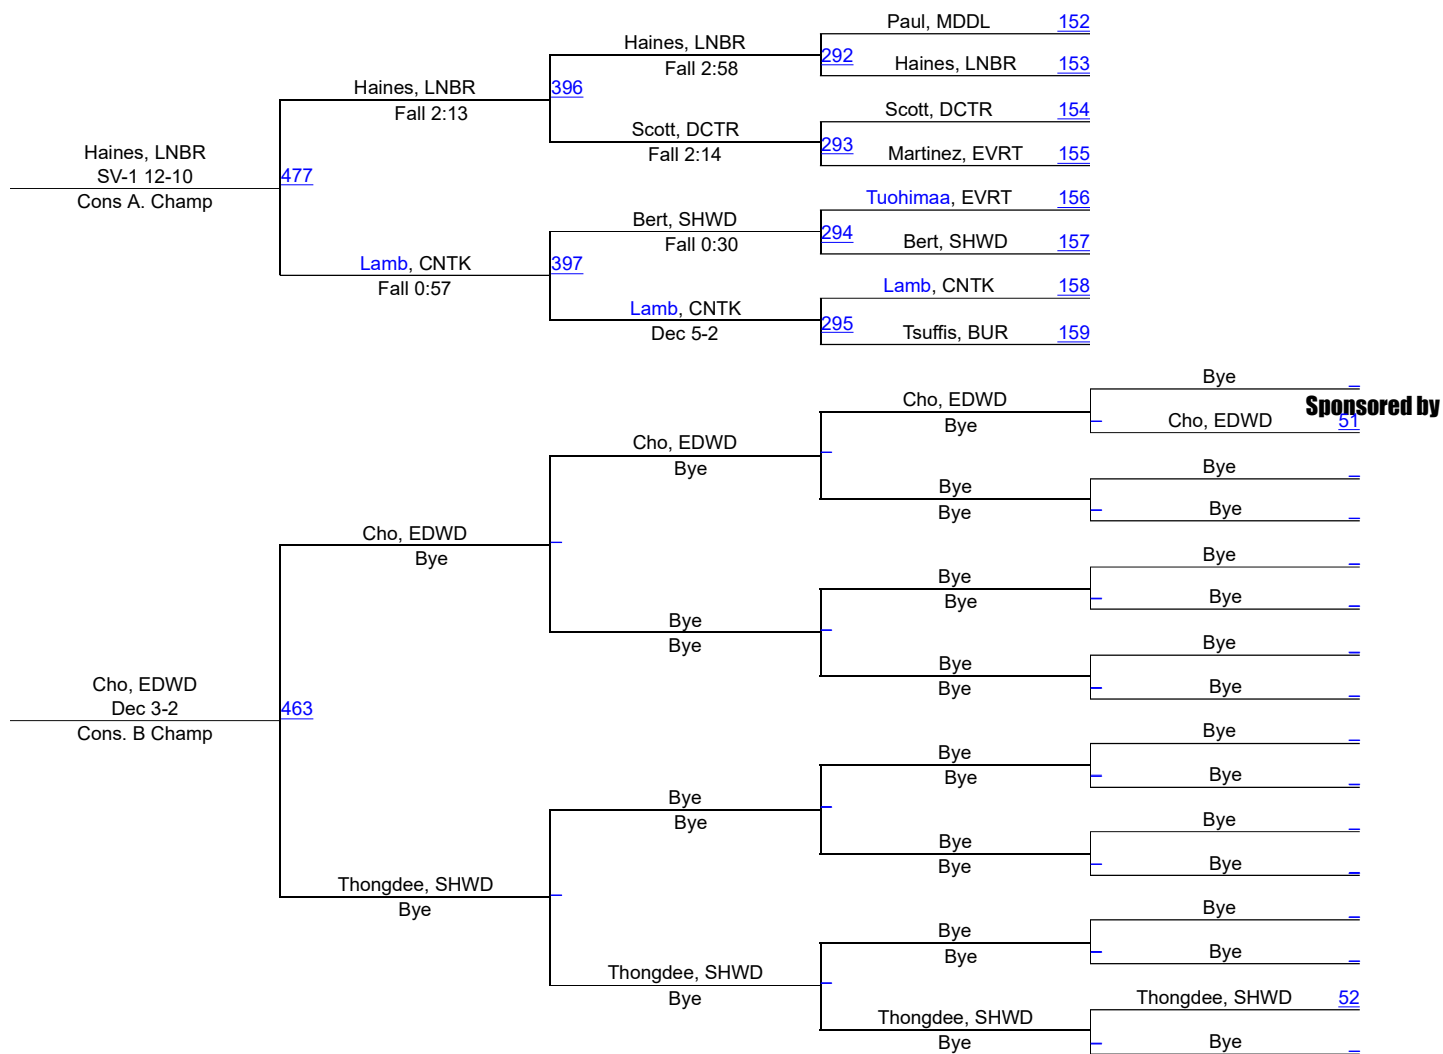 Paul, MDDL 152
Haines, LNBR 292 Haines, LNBR 153
Fall 2:58
Haines, LNBR 396
Fall 2:13
Scott, DCTR 154
Scott, DCTR 293 Martinez, EVRT 155
Fall 2:14
Haines, LNBR
SV-1 12-10 477
Cons A. Champ
Tuohimaa, EVRT 156
Bert, SHWD 294 Bert, SHWD 157
Fall 0:30
Lamb, CNTK 397
Fall 0:57
Lamb, CNTK 158
Lamb, CNTK 295 Tsuffis, BUR 159
Dec 5-2
Bye
Sponsored by
Cho, EDWD Cho, EDWD 51
Bye
Cho, EDWD
Bye
Bye
Bye Bye
Bye
Cho, EDWD
Bye
Bye
Bye Bye
Bye
Bye
Bye
Bye
Bye Bye
Bye
Cho, EDWD
Dec 3-2 463
Cons. B Champ
Bye
Bye Bye
Bye
Bye
Bye
Bye
Bye Bye
Bye
Thongdee, SHWD
Bye
Bye
Bye Bye
Bye
Thongdee, SHWD
Bye
Thongdee, SHWD 52
Thongdee, SHWD Bye
Bye